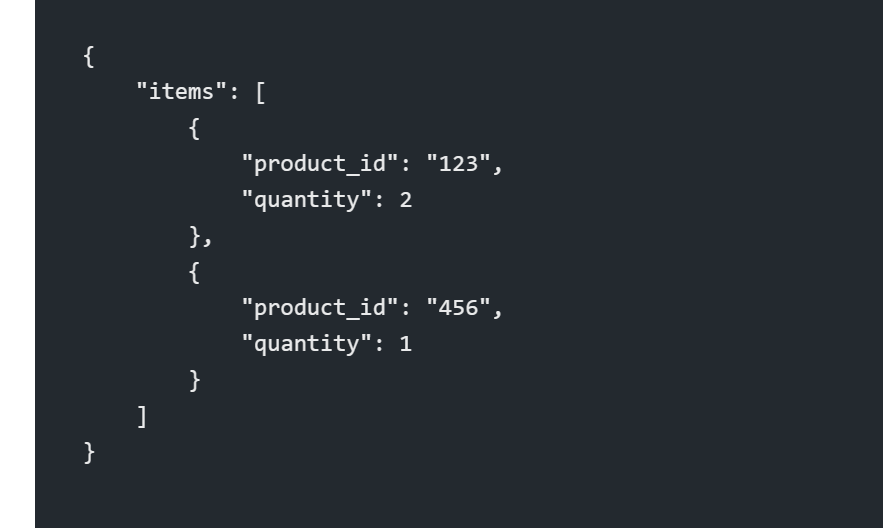 {
    "items": [
        {
            "product_id": "123",
            "quantity": 2
        },
        {
            "product_id": "456",
            "quantity": 1
        }
    ]
}